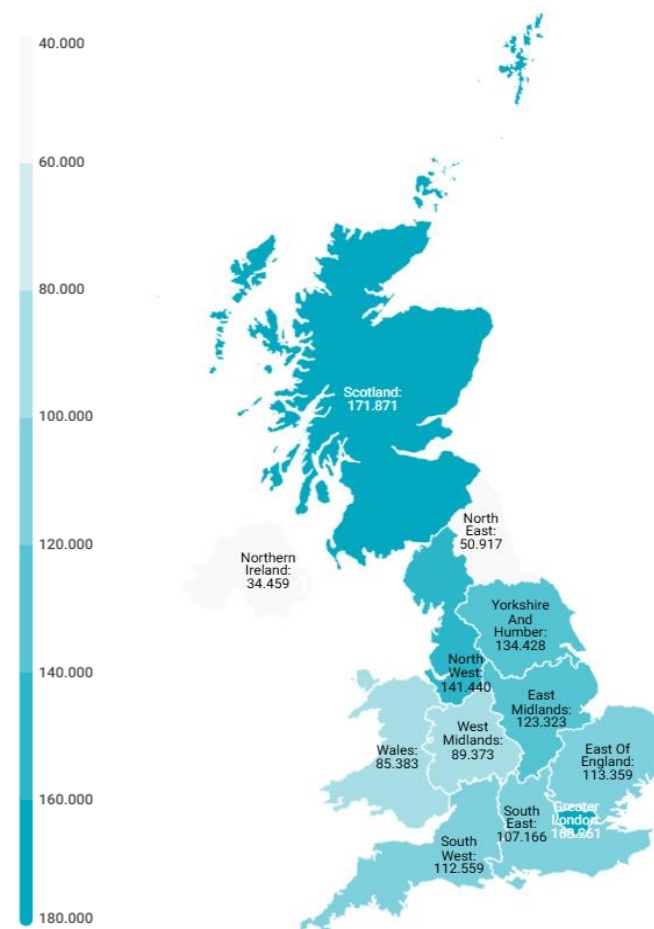 40.000
60.000
80.000
100.000
120.000
140.000
160.000
180.000
Scotland:
171.871
North
East:
50.917
Northern
Ireland:
34.459
Yorkshire
And
Humber:
134.428
North
West:
141.440
East
Midlands:
123.323
West
Midlands:
89.373
Wales:
85.383
East Of
England:
113.359
Greater
London:
168.261
South
East:
107.166
South
West:
112.559